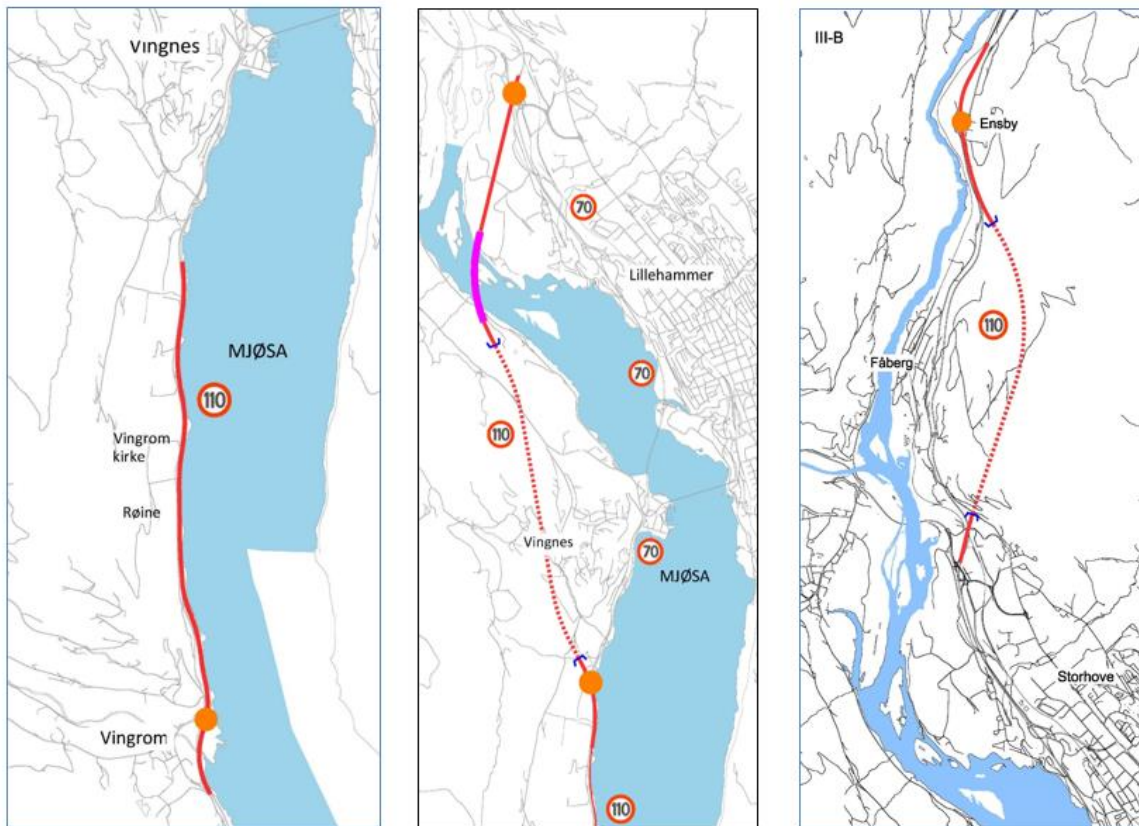 Vingnes
MJØSA
110
Vingrom
kirke
Røine
Vingrom
70
Lillehammer
70
110
Vingnes
70
MJØSA
110
III-B
Ensby
110
Fåberg
Storhove